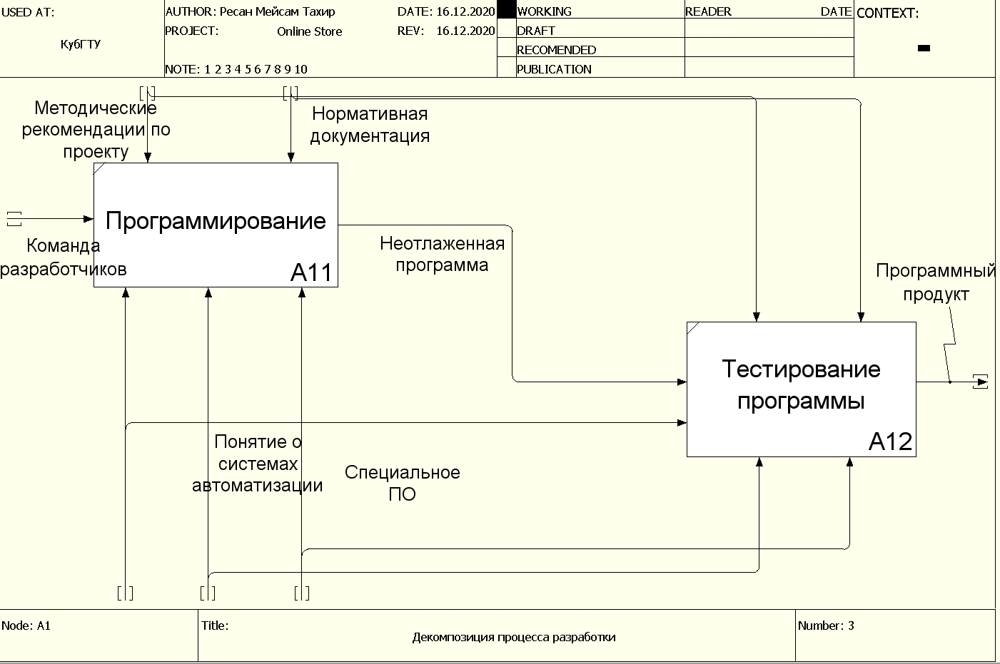 USED AT:
КубГТУ
AUTHOR: Ресан Мейсам Тахир
DATE: 16.12.2020
PROJECT: Online Store
REV: 16.12.2020
NOTE: 1 2 3 4 5 6 7 8 9 10
WORKING
DRAFT
RECOMENDED
PUBLICATION
READER DATE
CONTEXT:
Методические
рекомендации по
проекту
Нормативная
документация
Программирование
A11
Команда
разработчиков
Неотлаженная
программа
Программный
продукт
Тестирование
программы
A12
Понятие о
системах
автоматизации
Специальное
ПО
Node: A1
Title:
Декомпозиция процесса разработки
Number: 3